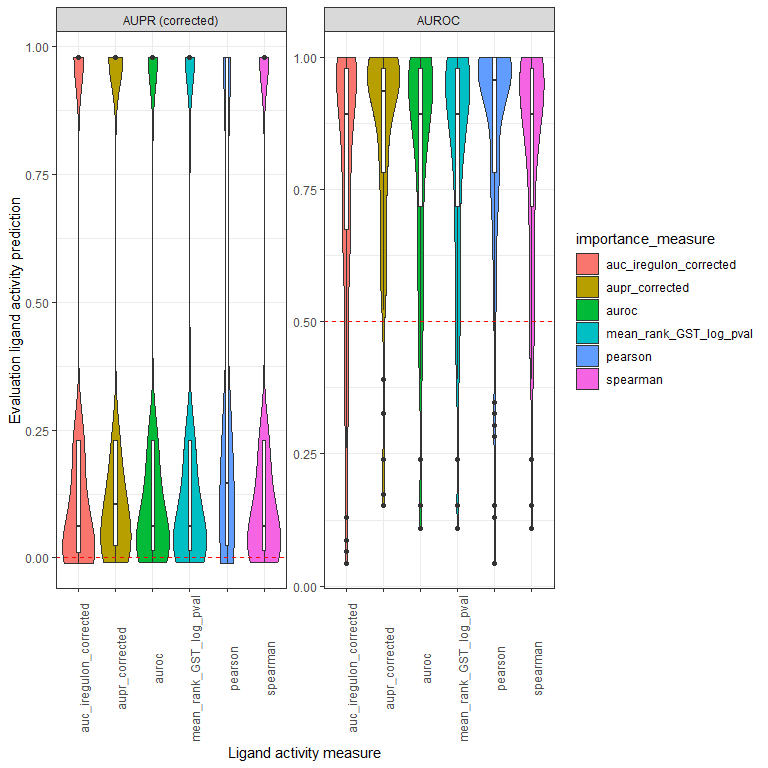 AUPR (corrected)
AUROC
Evaluation ligand activity prediction
1.00
0.75
0.50
0.25
0.00
1.00
0.75
0.50
0.25
0.00
auc_iregulon_corrected
aupr_corrected
auroc
mean_rank_GST_log_pval
pearson
spearman
auc_iregulon_corrected
aupr_corrected
auroc
mean_rank_GST_log_pval
pearson
spearman
Ligand activity measure
importance_measure
auc_iregulon_corrected
aupr_corrected
auroc
mean_rank_GST_log_pval
pearson
spearman